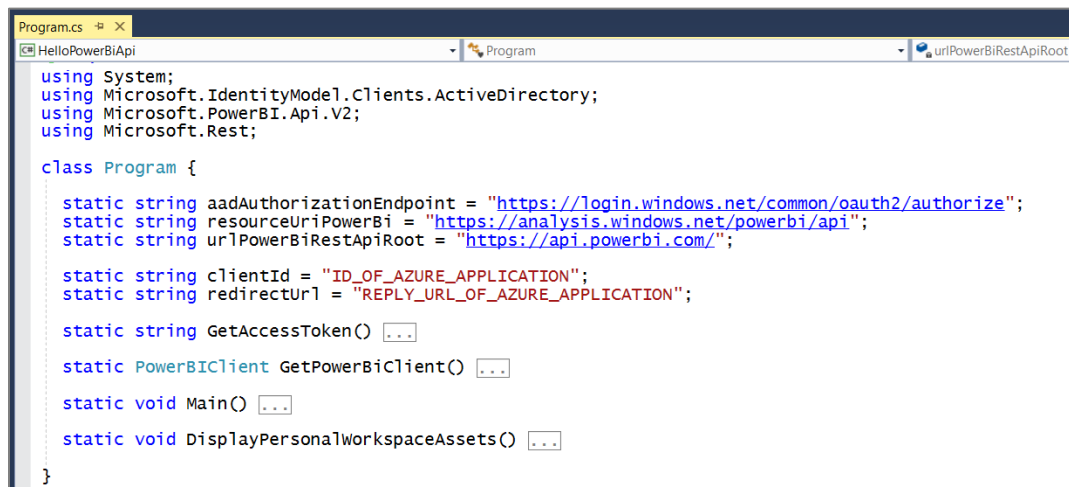 Program.cs
C# HelloPowerBiApi Program urlPowerBiRestApiRoot
using System;
using Microsoft.IdentityModel.Clients.ActiveDirectory;
using Microsoft.PowerBI.Api.V2;
using Microsoft.Rest;
class Program {
static string aadAuthorizationEndpoint = "https://login.windows.net/common/oauth2/authorize";
static string resourceUriPowerBi = "https://analysis.windows.net/powerbi/api";
static string urlPowerBiRestApiRoot = "https://api.powerbi.com/";
static string clientId = "ID_OF_AZURE_APPLICATION";
static string redirectUrl = "REPLY_URL_OF_AZURE_APPLICATION";
static string GetAccessToken() ...
static PowerBIClient GetPowerBiClient() ...
static void Main() ...
static void DisplayPersonalWorkspaceAssets() ...
}